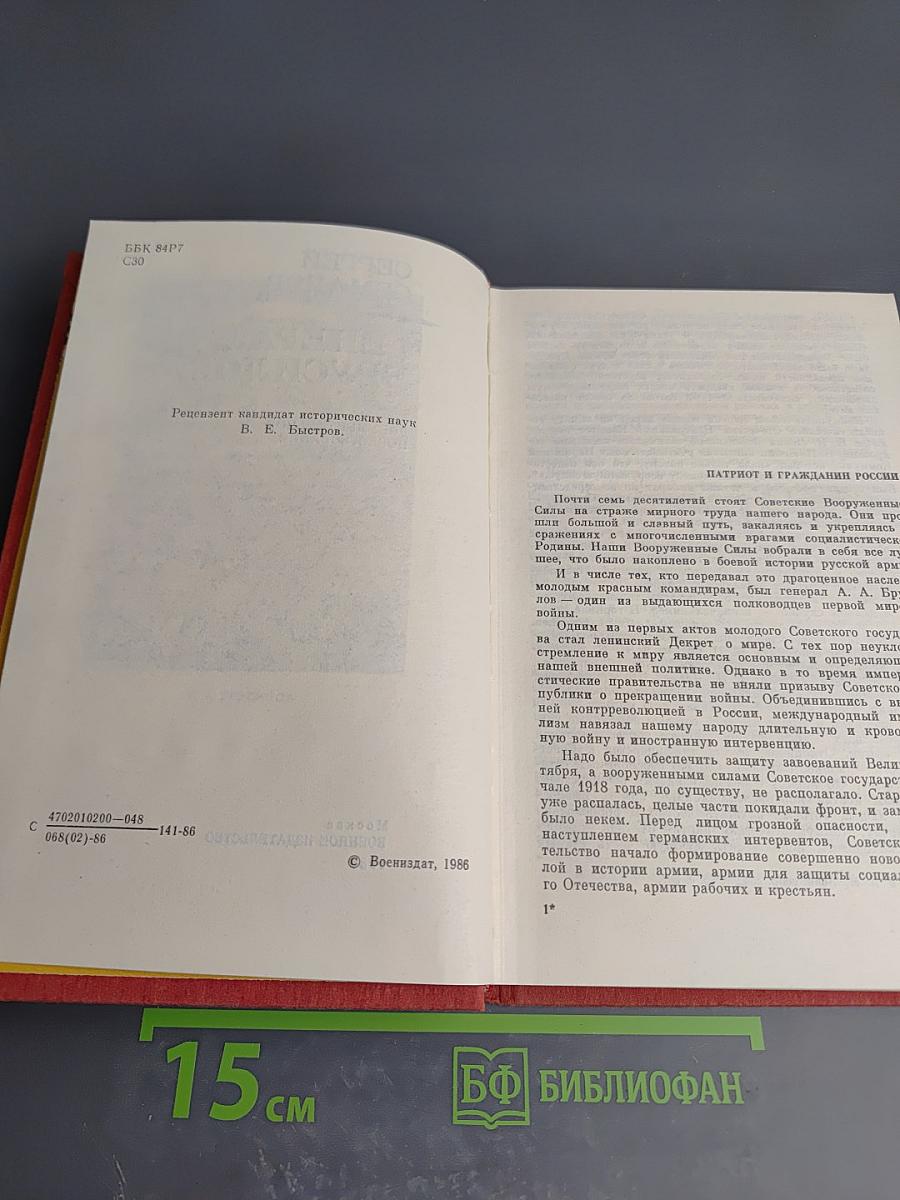 ББК 84Р7
С30
Рецензент кандидат исторических наук
В. Е. Быстров.
С 4702010200—048
068(02)-86
—141-86
© Воениздат, 1986
ПАТРИОТ И ГРАЖДАНИН РОССИИ
Почти семь десятилетий стоят Советские Вооруженные
Силы на страже мирного труда нашего народа. Они про
шли большой и славный путь, закаляясь и укрепляясь
сражениях с многочисленными врагами социалистическо
Родины. Наши Вооруженные Силы вобрали в себя все лу
шее, что было накоплено в боевой истории русской арм
И в числе тех, кто передавал это драгоценное насле
молодым красным командирам, был генерал А. А. Бру
лов — один из выдающихся полководцев первой миро
войны.
Одним из первых актов молодого Советского госуд
ва стал ленинский Декрет о мире. С тех пор неукло
стремление к миру является основным и определяющ
нашей внешней политике. Однако в то время импер
стические правительства не вняли призыву Советско
публики о прекращении войны. Объединившись с вн
ней контрреволюцией в России, международный им
лизм навязал нашему народу длительную и крово
ную войну и иностранную интервенцию.
Надо было обеспечить защиту завоеваний Вели
тября, а вооруженными силами Советское государст
чале 1918 года, по существу, не располагало. Стар
уже распалась, целые части покидали фронт, и зам
было некем. Перед лицом грозной опасности,
наступлением германских интервентов, Советск
тельство начало формирование совершенно ново
лой в истории армии, армии для защиты социал
го Отечества, армии рабочих и крестьян.
1*
15 см
БФ БИБЛИОФАН